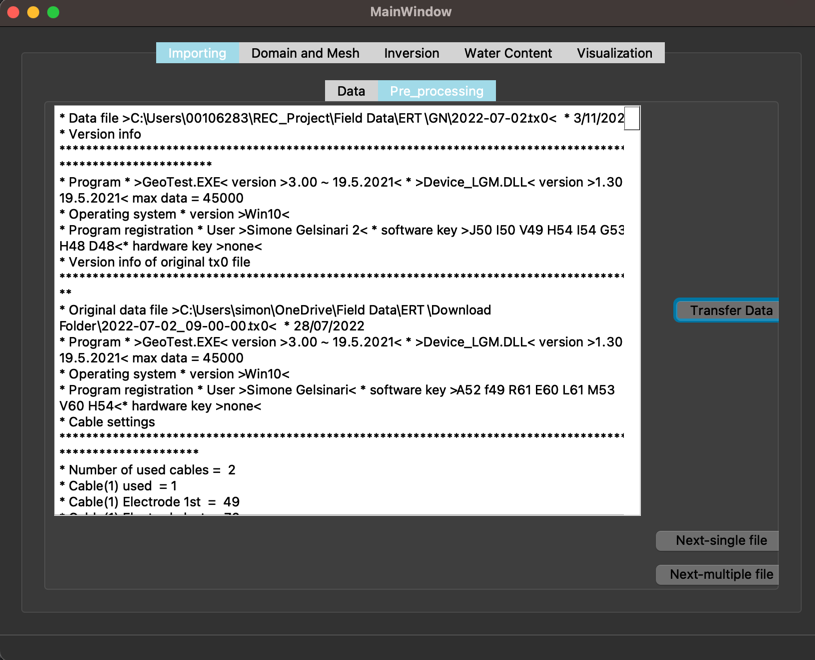 MainWindow
Importing Domain and Mesh Inversion Water Content Visualization
Data Pre_processing
* Data file >C:\Users\00106283\REC_Project\Field Data\ERT\GN\2022-07-02.tx0< * 3/11/202
* Version info
*************************************************************************************
***********************
* Program * >GeoTest.EXE< version >3.00 ~ 19.5.2021< * >Device_LGM.DLL< version >1.30
19.5.2021< max data = 45000
* Operating system * version >Win10<
* Program registration * User >Simone Gelsinari 2< * software key >J50 I50 V49 H54 I54 G53
H48 D48<* hardware key >none<
* Version info of original tx0 file
*************************************************************************************
**
* Original data file >C:\Users\simon\OneDrive\Field Data\ERT\Download
Folder\2022-07-02_09-00-00.tx0< * 28/07/2022
* Program * >GeoTest.EXE< version >3.00 ~ 19.5.2021< * >Device_LGM.DLL< version >1.30
19.5.2021< max data = 45000
* Operating system * version >Win10<
* Program registration * User >Simone Gelsinari< * software key >A52 f49 R61 E60 L61 M53
V60 H54<* hardware key >none<
* Cable settings
*************************************************************************************
*********************
* Number of used cables = 2
* Cable(1) used = 1
* Cable(1) Electrode 1st = 49
Transfer Data
Next-single file
Next-multiple file